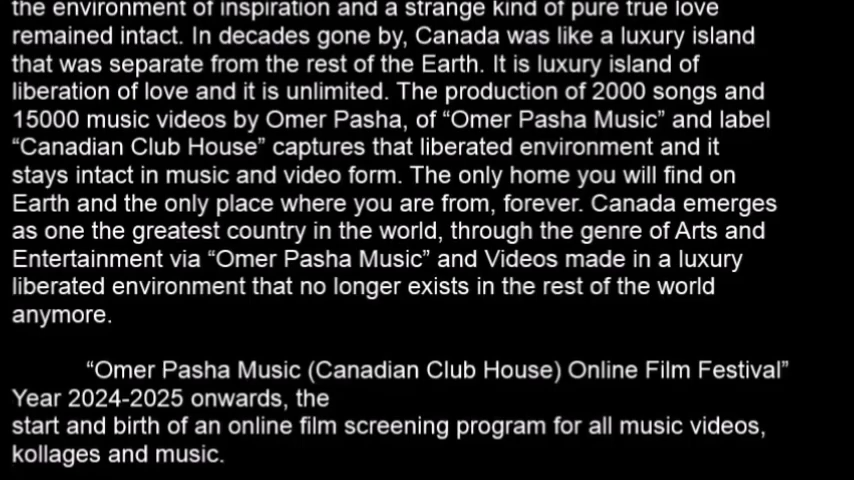 the environment of inspiration and a strange kind of pure true love
remained intact. In decades gone by, Canada was like a luxury island
that was separate from the rest of the Earth. It is luxury island of
liberation of love and it is unlimited. The production of 2000 songs and
15000 music videos by Omer Pasha, of “Omer Pasha Music” and label
“Canadian Club House” captures that liberated environment and it
stays intact in music and video form. The only home you will find on
Earth and the only place where you are from, forever. Canada emerges
as one the greatest country in the world, through the genre of Arts and
Entertainment via “Omer Pasha Music” and Videos made in a luxury
liberated environment that no longer exists in the rest of the world
anymore.
“Omer Pasha Music (Canadian Club House) Online Film Festival”
Year 2024-2025 onwards, the
start and birth of an online film screening program for all music videos,
kollages and music.